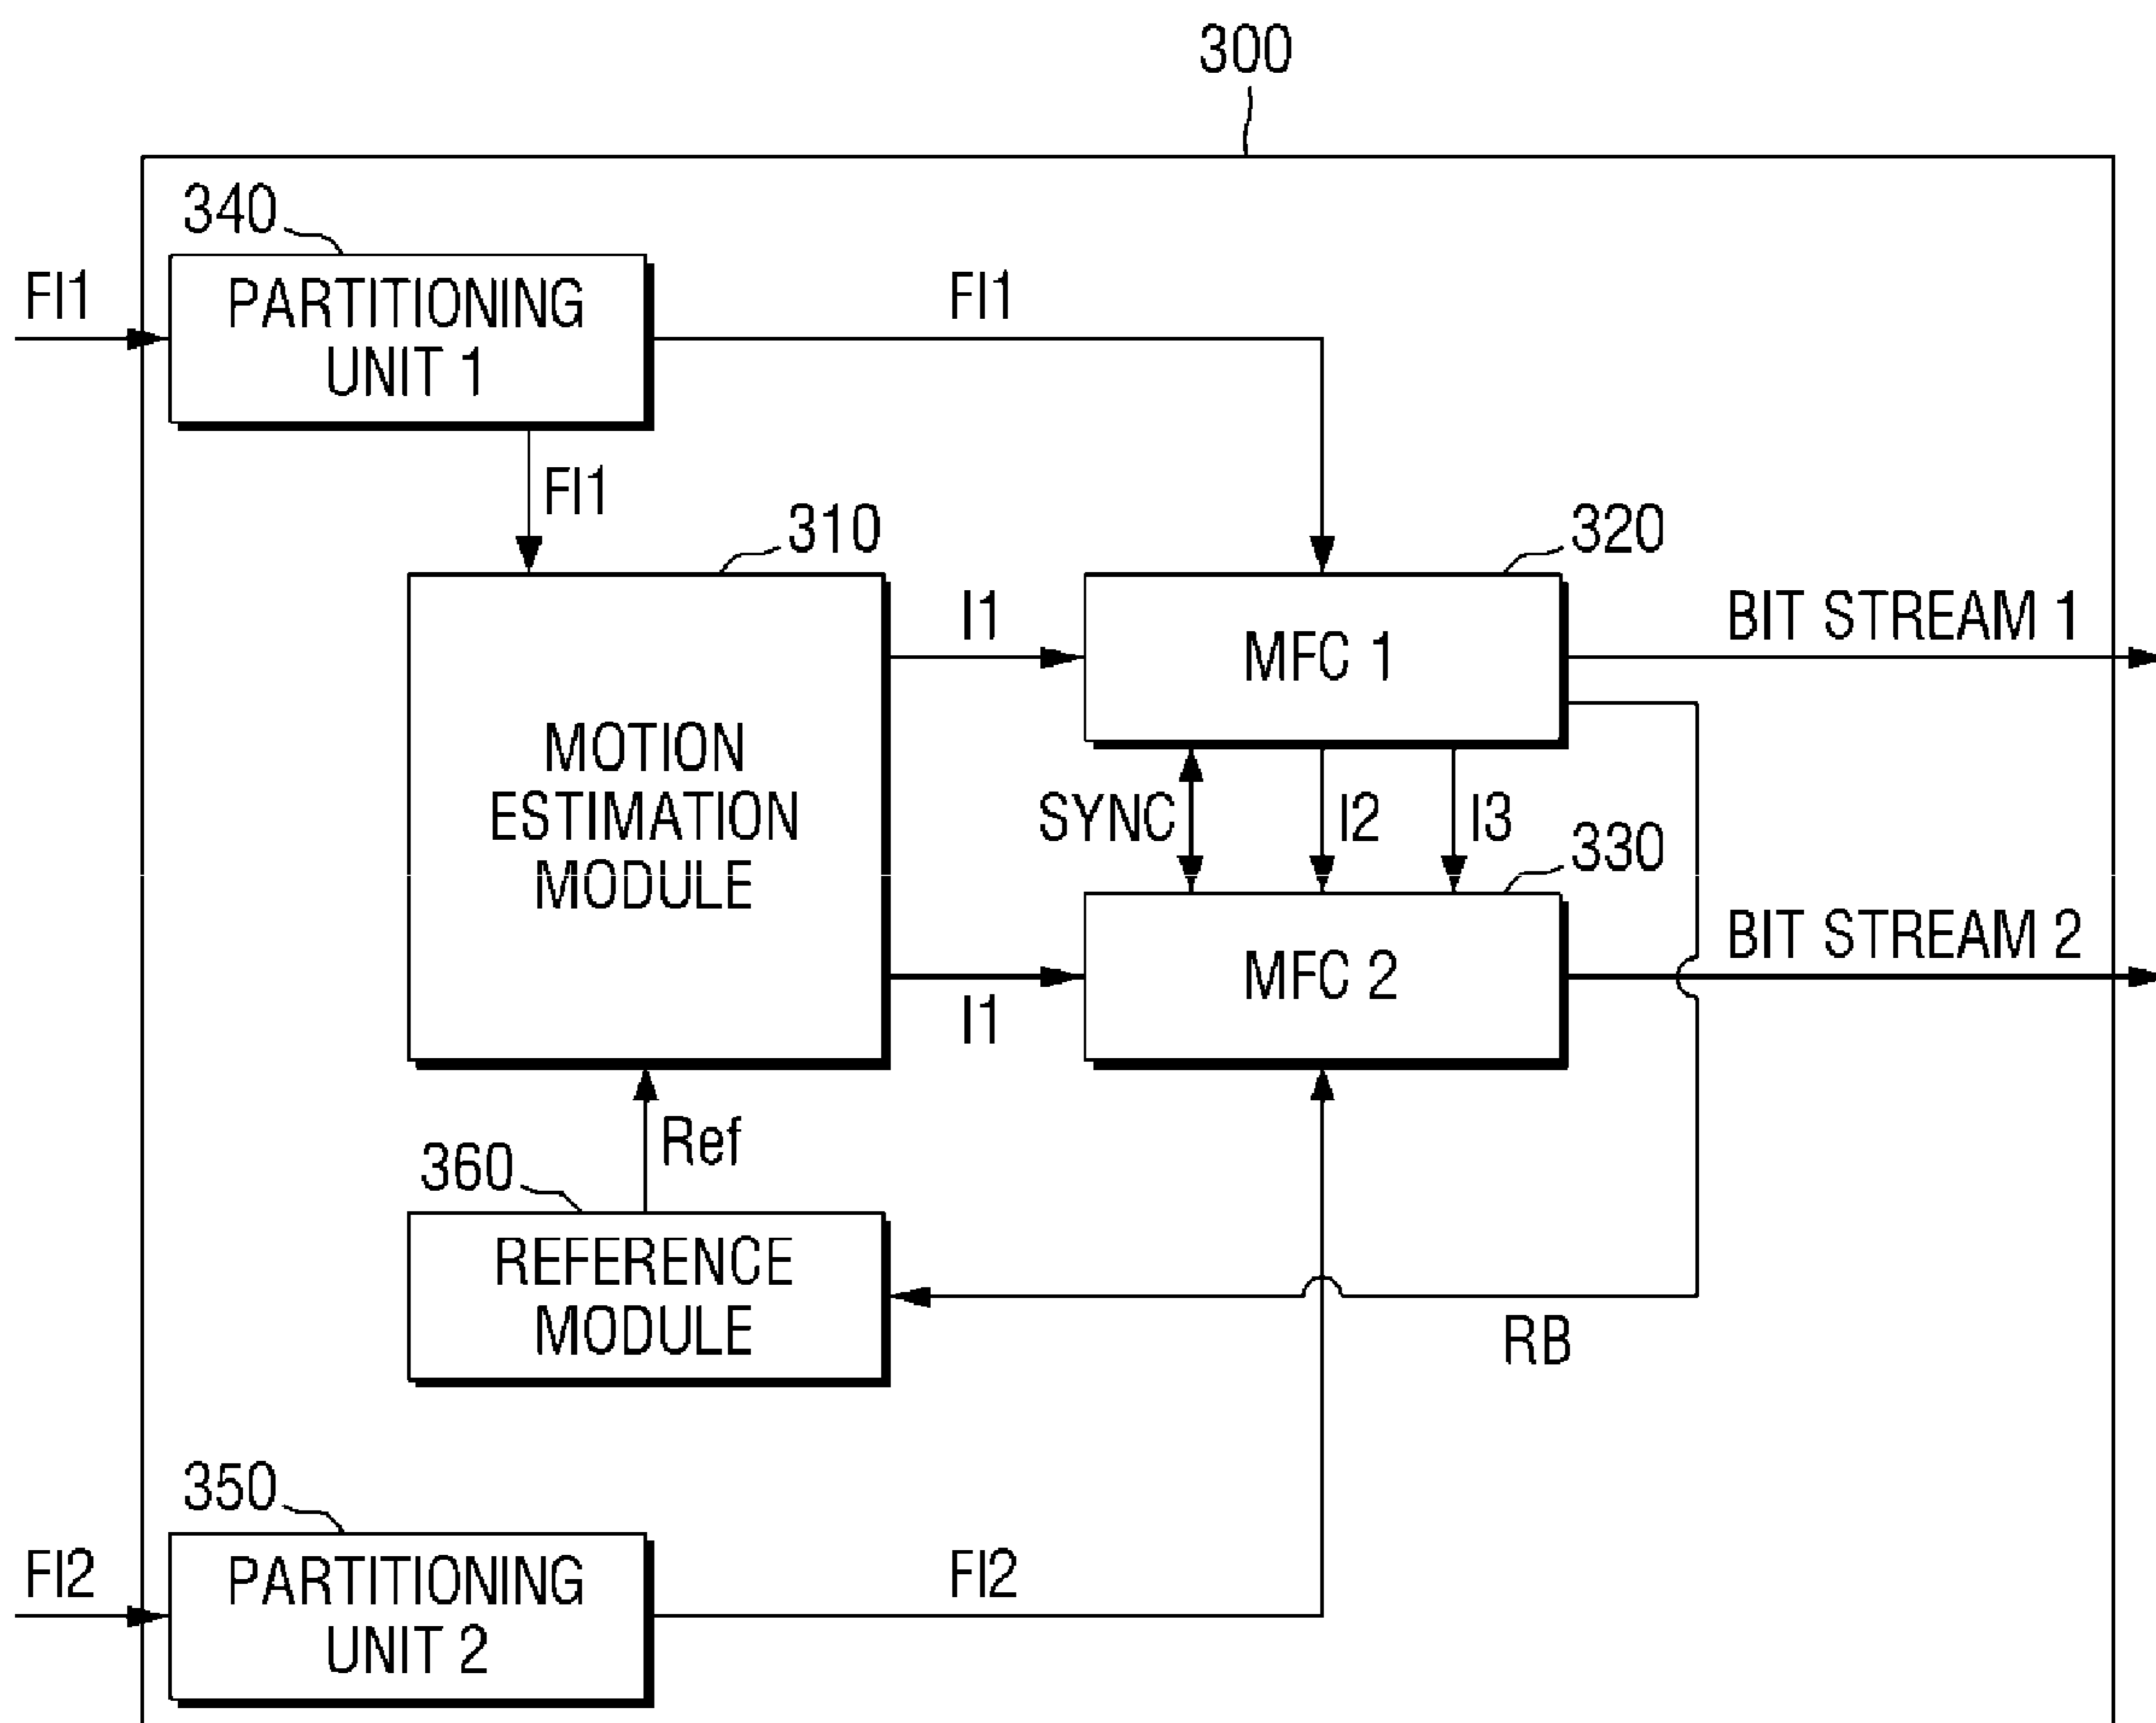 300
340
FI1
PARTITIONING
UNIT 1
FI1
FI1
310
320
I1
MFC 1
BIT STREAM 1
MOTION
ESTIMATION
MODULE
SYNC
I2
I3
330
I1
MFC 2
BIT STREAM 2
Ref
360
REFERENCE
MODULE
RB
350
FI2
PARTITIONING
UNIT 2
FI2